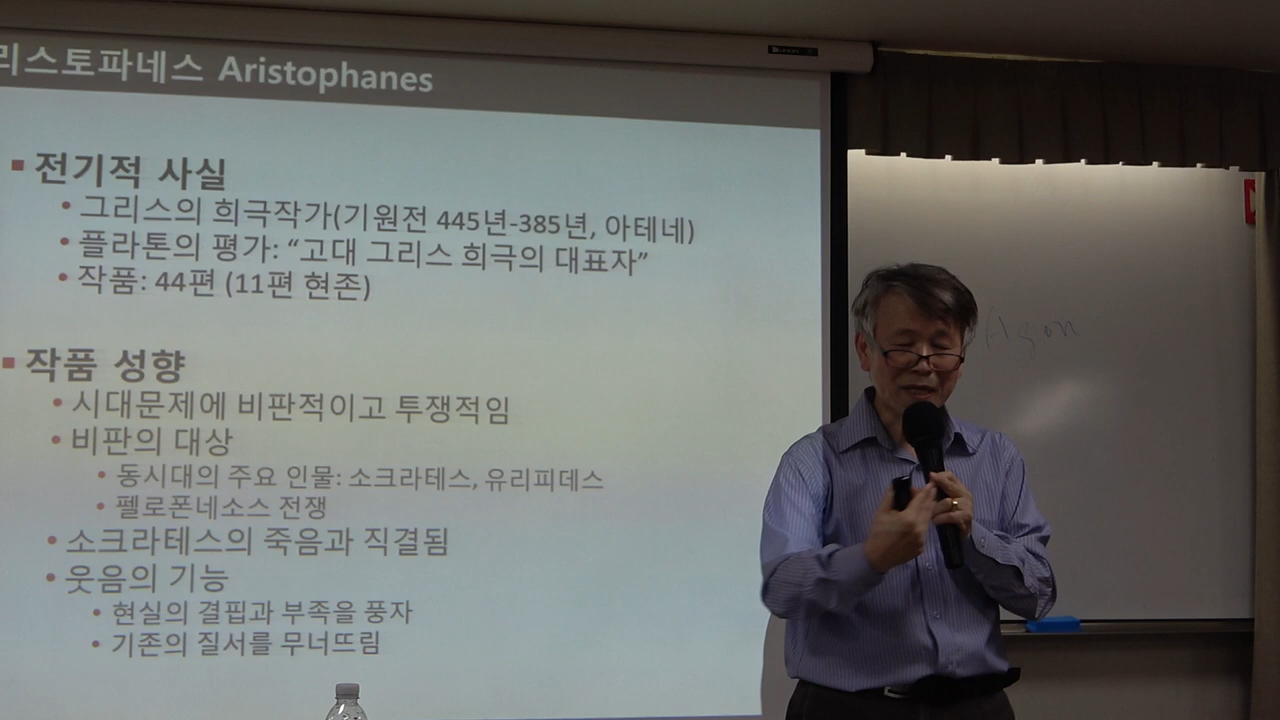 리스토파네스 Aristophanes
▪ 전기적 사실
• 그리스의 희극작가(기원전 445년-385년, 아테네)
• 플라톤의 평가: “고대 그리스 희극의 대표자”
• 작품: 44편 (11편 현존)
▪ 작품 성향
• 시대문제에 비판적이고 투쟁적임
• 비판의 대상
• 동시대의 주요 인물: 소크라테스, 유리피데스
• 펠로폰네소스 전쟁
• 소크라테스의 죽음과 직결됨
• 웃음의 기능
• 현실의 결핍과 부족을 풍자
• 기존의 질서를 무너뜨림
Agon